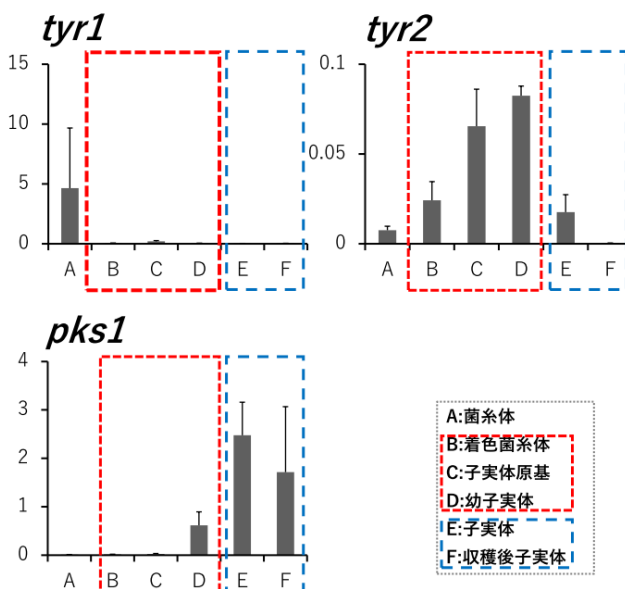 tyr1
15
10
5
0
A B C D E F
tyr2
0.1
0.05
0
A B C D E F
pks1
4
3
2
1
0
A B C D E F
A:菌糸体
B:着色菌糸体
C:子実体原基
D:幼子実体
E:子実体
F:収穫後子実体